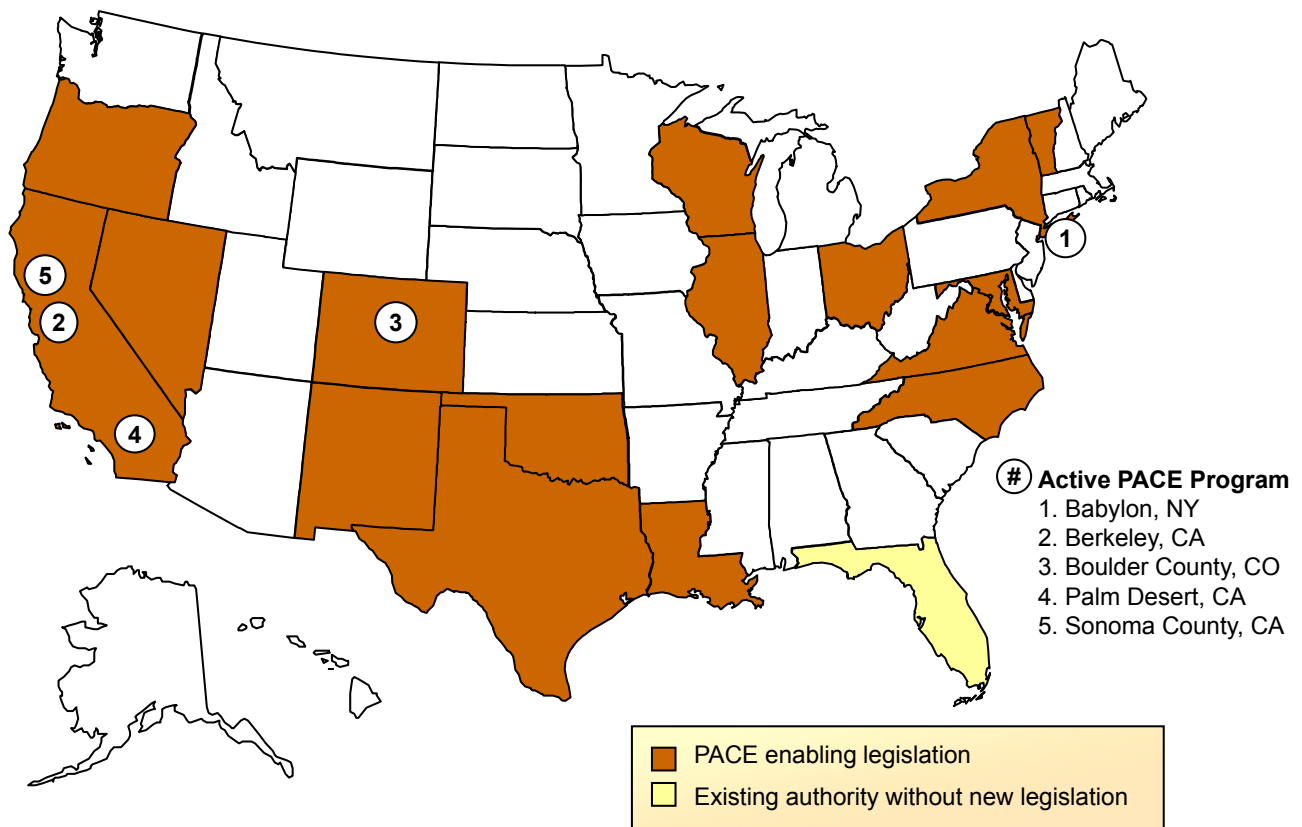 5
2
3
4
1
# Active PACE Program
1. Babylon, NY
2. Berkeley, CA
3. Boulder County, CO
4. Palm Desert, CA
5. Sonoma County, CA
PACE enabling legislation
Existing authority without new legislation